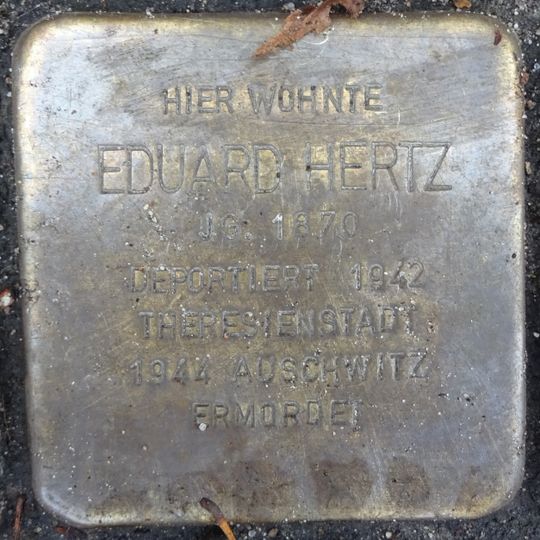 HIER WOHNTE
EDUARD HERTZ
JG. 1870
DEPORTIERT 1942
THERESIENSTADT
1944 AUSCHWITZ
ERMORDET